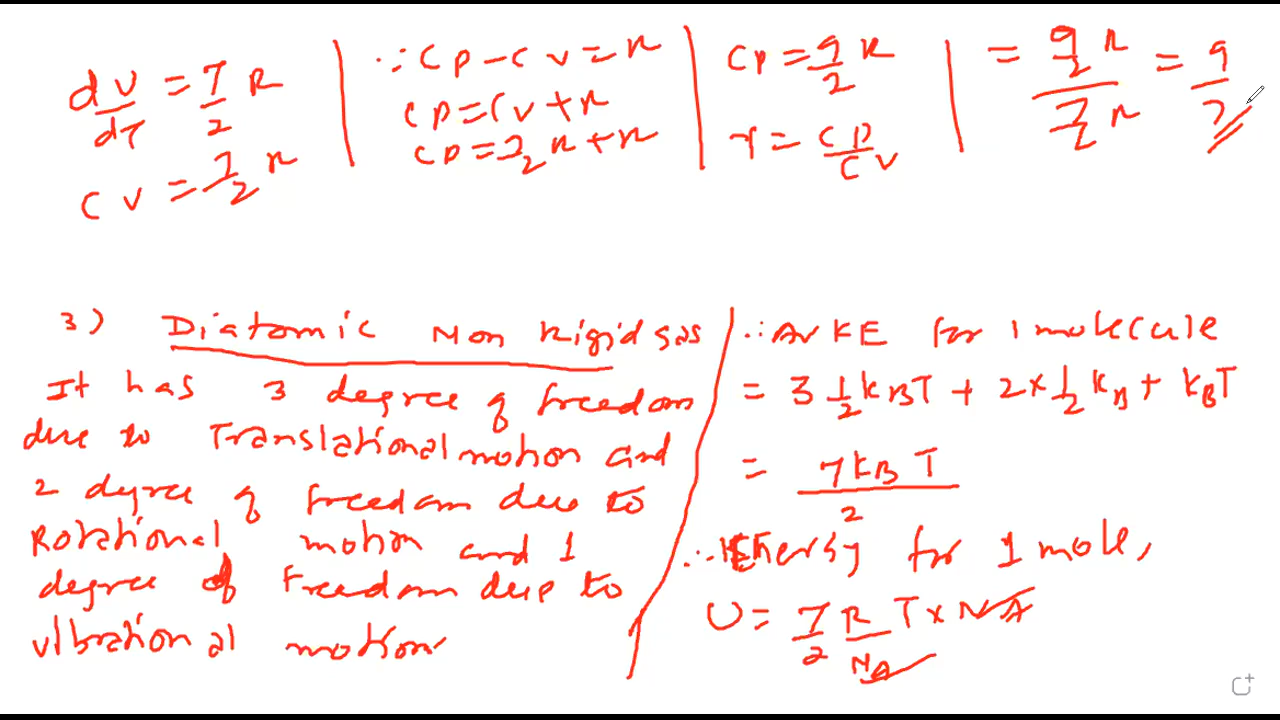 dU/dT = 7/2 R
Cv = 7/2 R
∵ Cp - Cv = R
Cp = Cv + R
Cp = 7/2 R + R
Cp = 9/2 R
γ = Cp/Cv
= 9/2 R / 7/2 R = 9/7
3) Diatomic Non Rigid gas
It has 3 degree of freedom
due to Translational motion and
2 degree of freedom due to
Rotational motion and 1
degree of freedom due to
vibrational motion
∴ Av KE for 1 molecule
= 3 1/2 KBT + 2 × 1/2 KB + KBT
= 7KBT/2
∴ Energy for 1 mole,
U = 7/2 R/NA T × NA